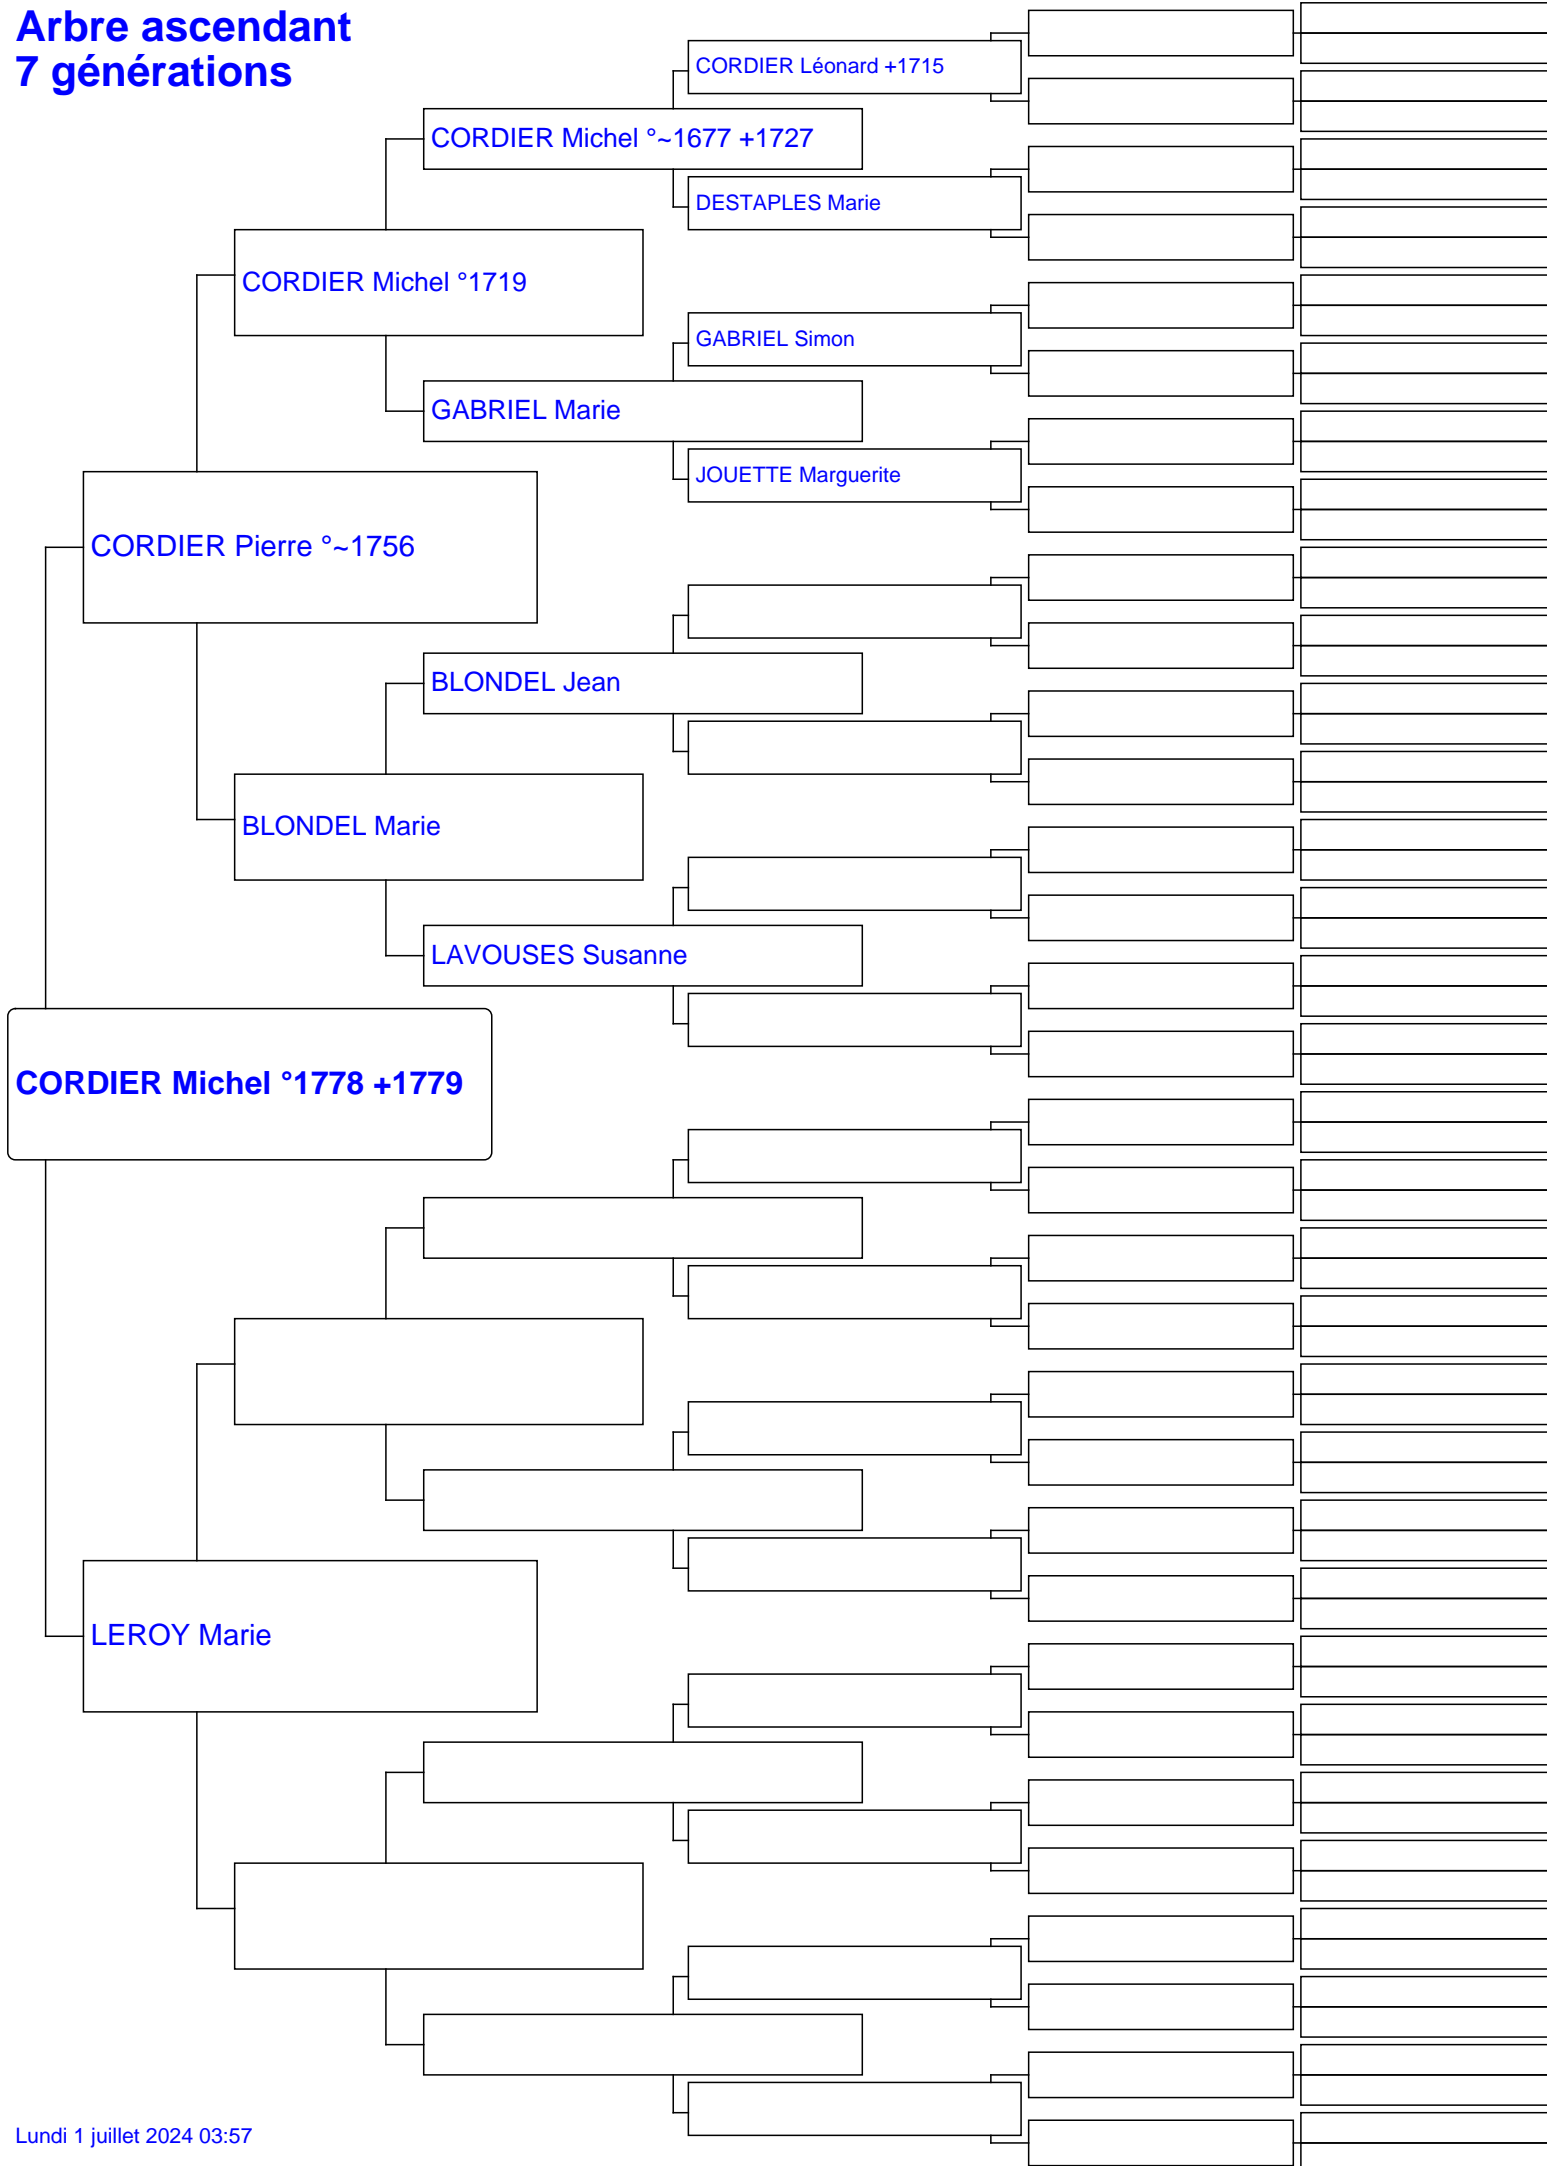 Arbre ascendant
7 générations
CORDIER Léonard +1715
CORDIER Michel °~1677 +1727
DESTAPLES Marie
CORDIER Michel °1719
GABRIEL Simon
GABRIEL Marie
JOUETTE Marguerite
CORDIER Pierre °~1756
BLONDEL Jean
BLONDEL Marie
LAVOUSES Susanne
CORDIER Michel °1778 +1779
LEROY Marie
Lundi 1 juillet 2024 03:57